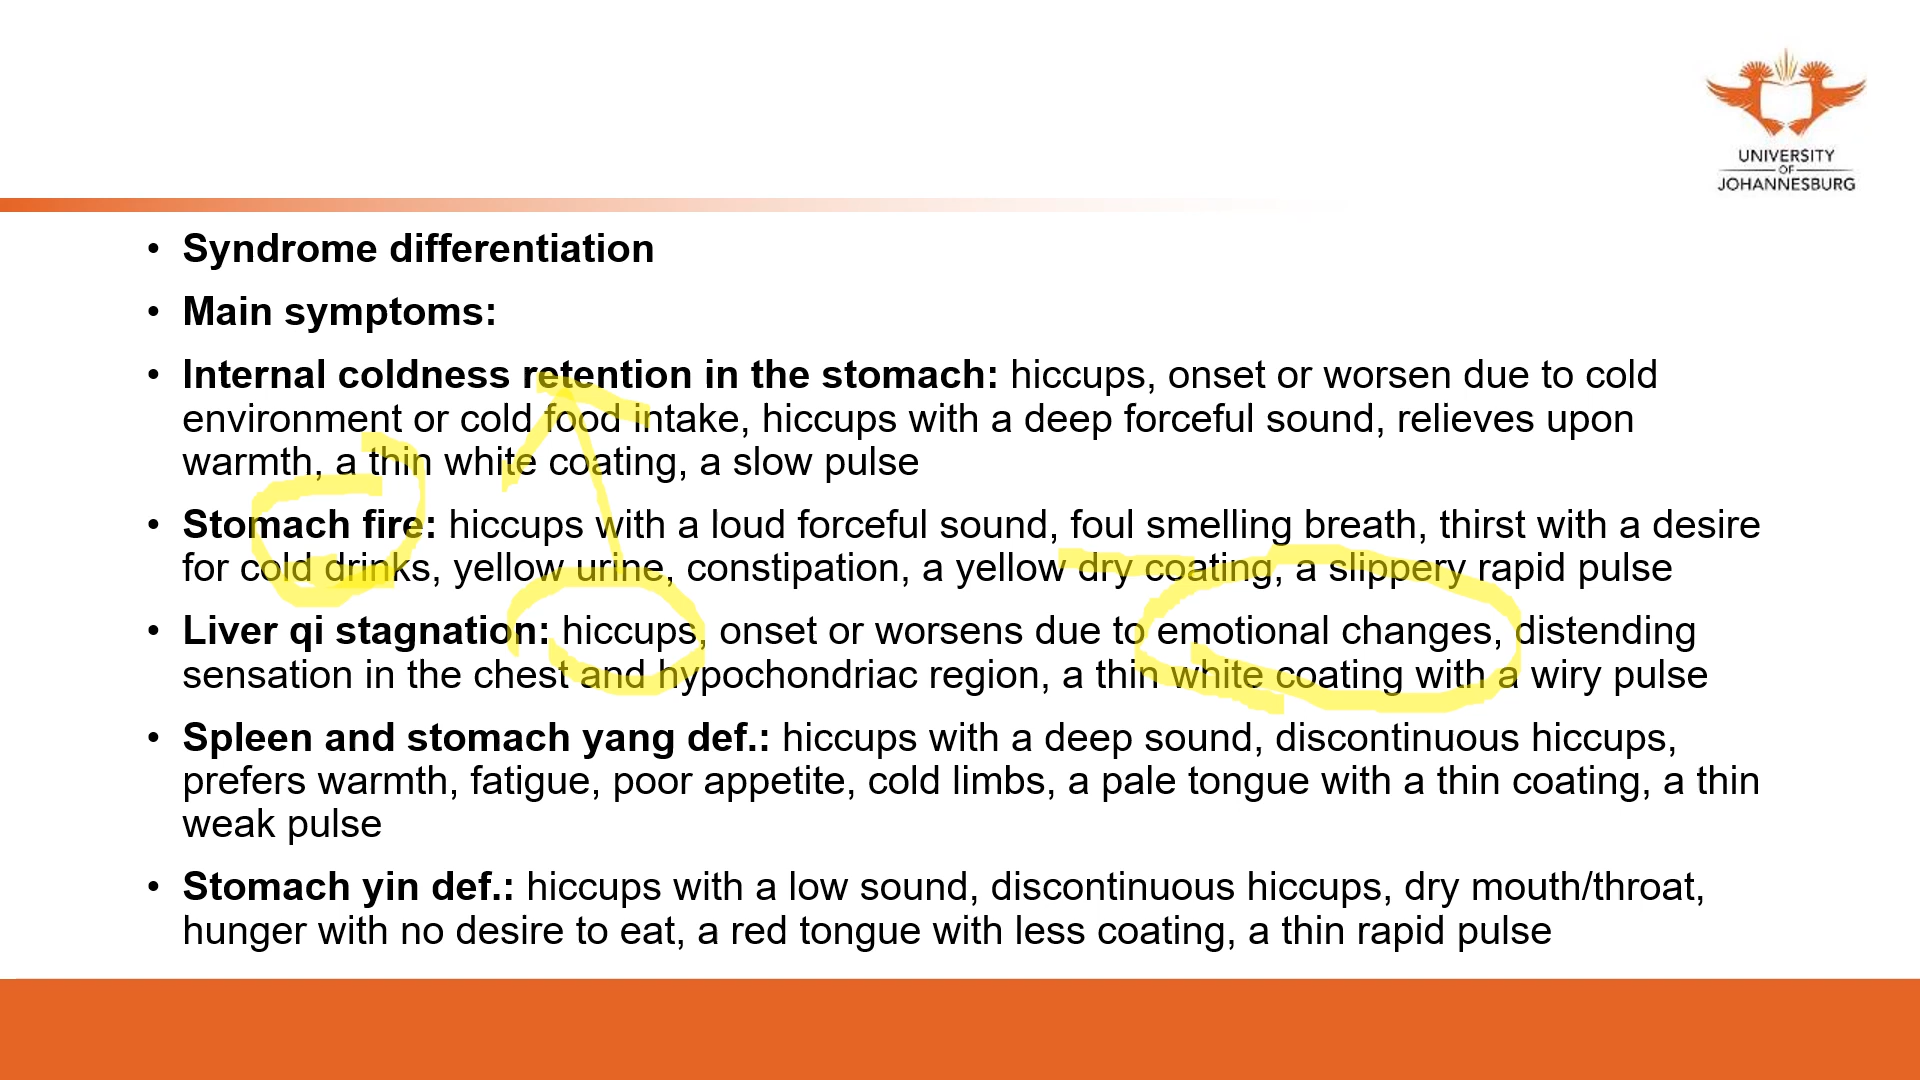 UNIVERSITY
OF
JOHANNESBURG
• Syndrome differentiation
• Main symptoms:
• Internal coldness retention in the stomach: hiccups, onset or worsen due to cold
environment or cold food intake, hiccups with a deep forceful sound, relieves upon
warmth, a thin white coating, a slow pulse
• Stomach fire: hiccups with a loud forceful sound, foul smelling breath, thirst with a desire
for cold drinks, yellow urine, constipation, a yellow dry coating, a slippery rapid pulse
• Liver qi stagnation: hiccups, onset or worsens due to emotional changes, distending
sensation in the chest and hypochondriac region, a thin white coating with a wiry pulse
• Spleen and stomach yang def.: hiccups with a deep sound, discontinuous hiccups,
prefers warmth, fatigue, poor appetite, cold limbs, a pale tongue with a thin coating, a thin
weak pulse
• Stomach yin def.: hiccups with a low sound, discontinuous hiccups, dry mouth/throat,
hunger with no desire to eat, a red tongue with less coating, a thin rapid pulse